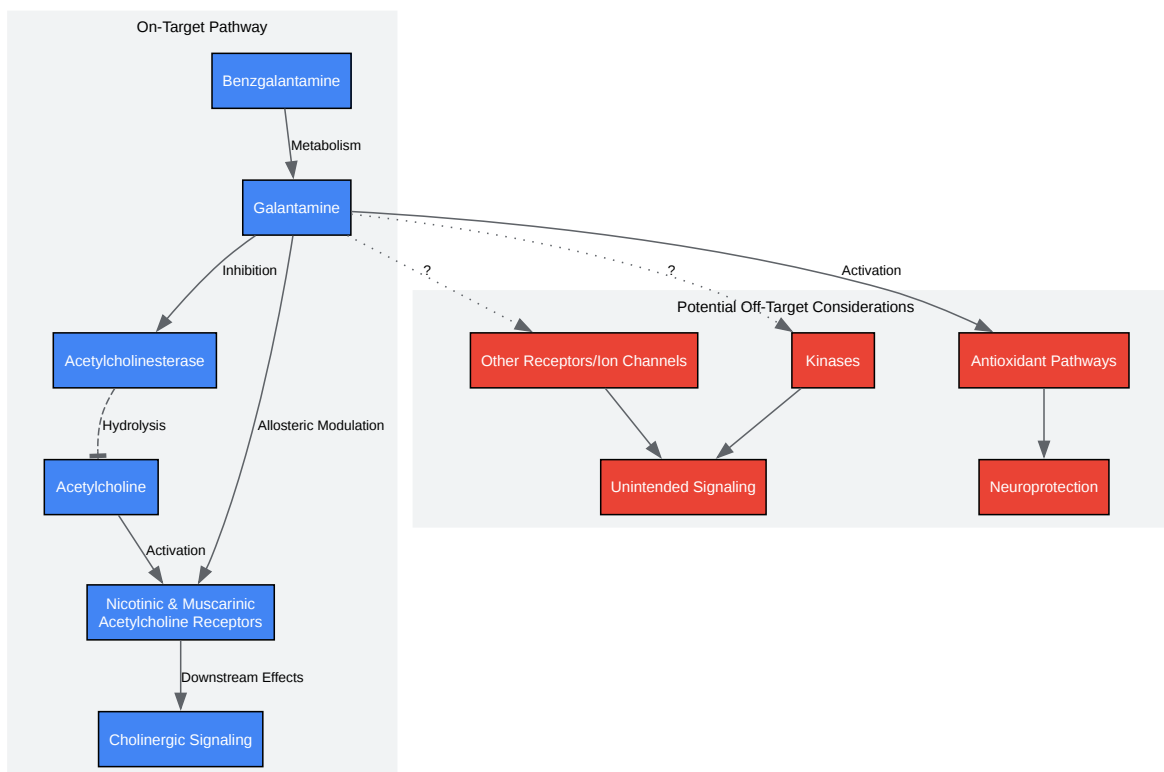 On-Target Pathway
Benzgalantamine
Metabolism
Galantamine
Inhibition
?
?
Activation
Potential Off-Target Considerations
Acetylcholinesterase
Other Receptors/Ion Channels
Kinases
Antioxidant Pathways
Hydrolysis
Allosteric Modulation
Acetylcholine
Unintended Signaling
Neuroprotection
Activation
Nicotinic & Muscarinic
Acetylcholine Receptors
Downstream Effects
Cholinergic Signaling